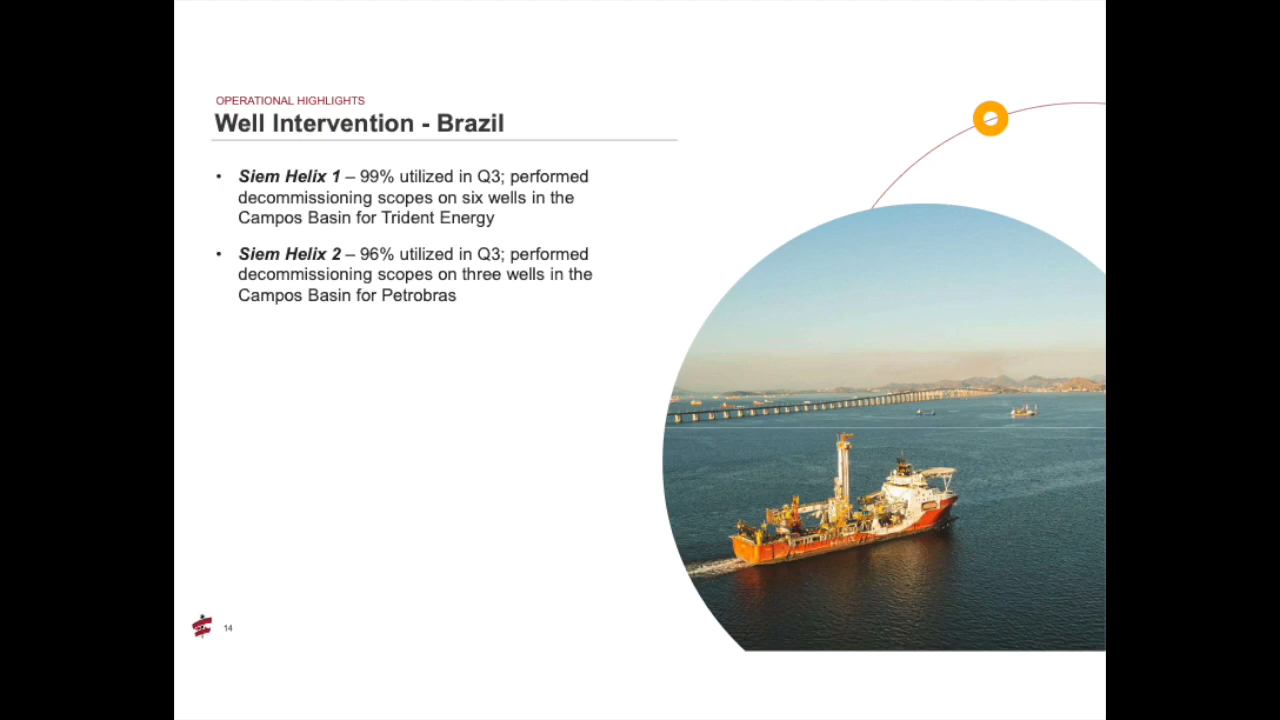 OPERATIONAL HIGHLIGHTS
Well Intervention - Brazil
• Siem Helix 1 – 99% utilized in Q3; performed
decommissioning scopes on six wells in the
Campos Basin for Trident Energy
• Siem Helix 2 – 96% utilized in Q3; performed
decommissioning scopes on three wells in the
Campos Basin for Petrobras
14